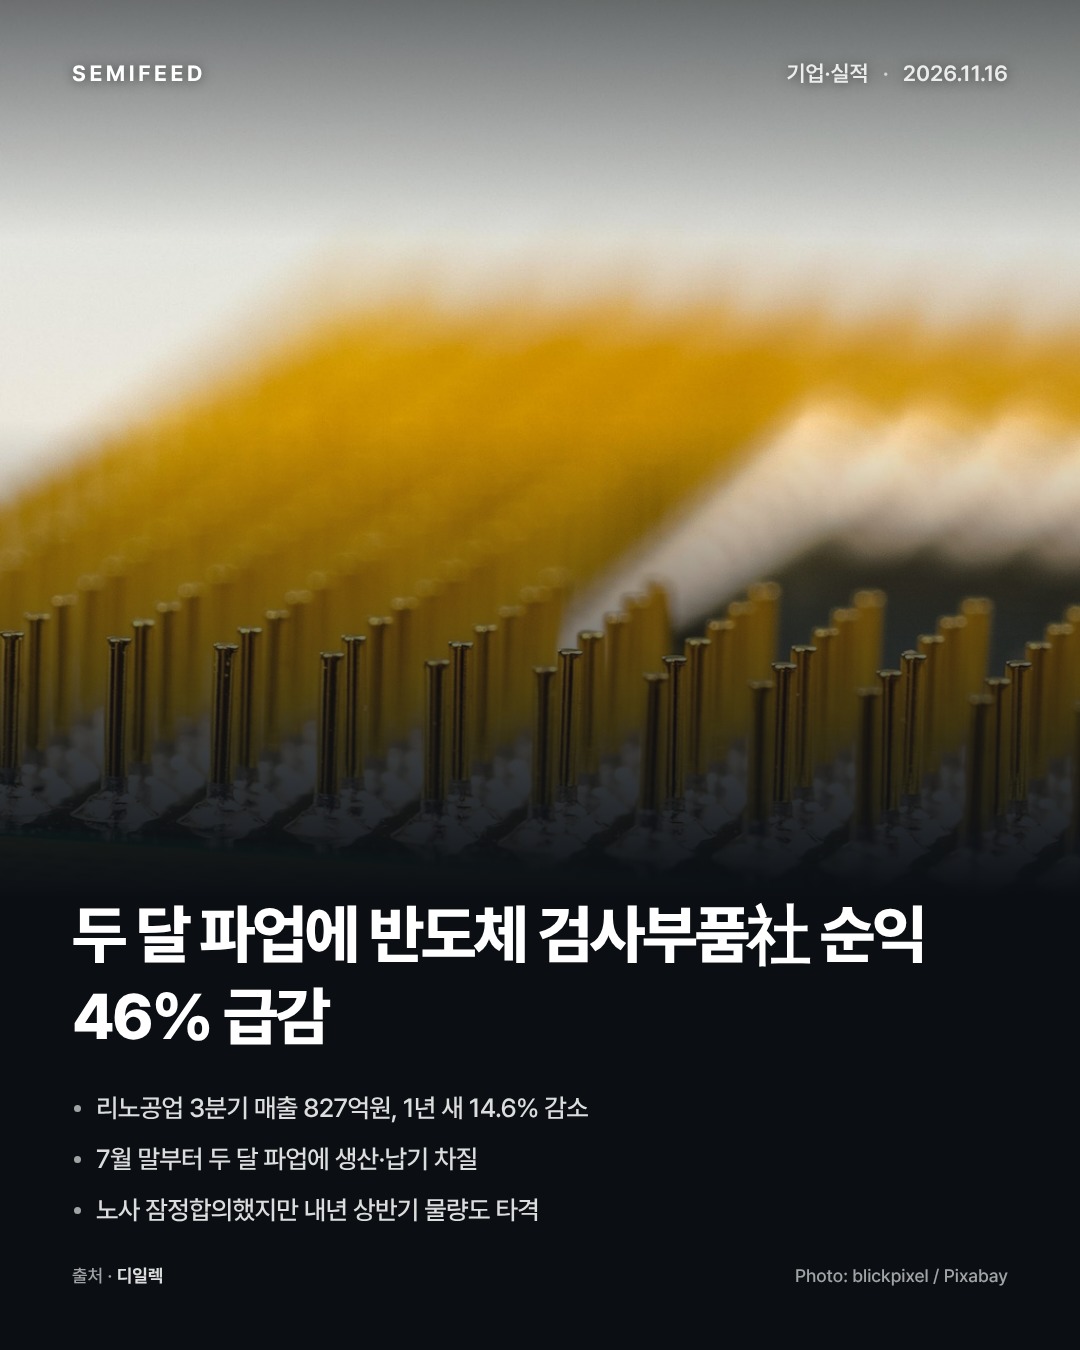 SEMIFEED
기업·실적 · 2026.11.16
두 달 파업에 반도체 검사부품社 순익
46% 급감
• 리노공업 3분기 매출 827억원, 1년 새 14.6% 감소
• 7월 말부터 두 달 파업에 생산·납기 차질
• 노사 잠정합의했지만 내년 상반기 물량도 타격
출처 · 디일렉
Photo: blickpixel / Pixabay